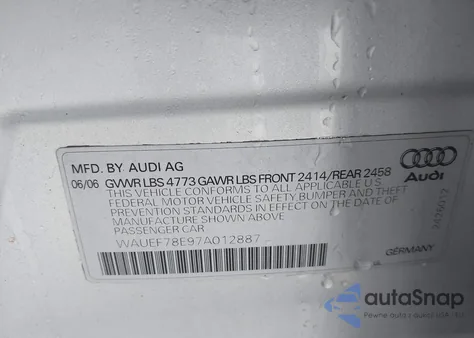 MFD. BY AUDI AG
06/06 GVWR LBS 4773 GAWR LBS FRONT 2414/REAR 2458
THIS VEHICLE CONFORMS TO ALL APPLICABLE U S
FEDERAL MOTOR VEHICLE SAFETY BUMPER AND THEFT
PREVENTION STANDARDS IN EFFECT ON THE DATE OF
MANUFACTURE SHOWN ABOVE
PASSENGER CAR
WAUEF78E97A012887
Audi
GERMANY
autoSnap
Pewne auto z